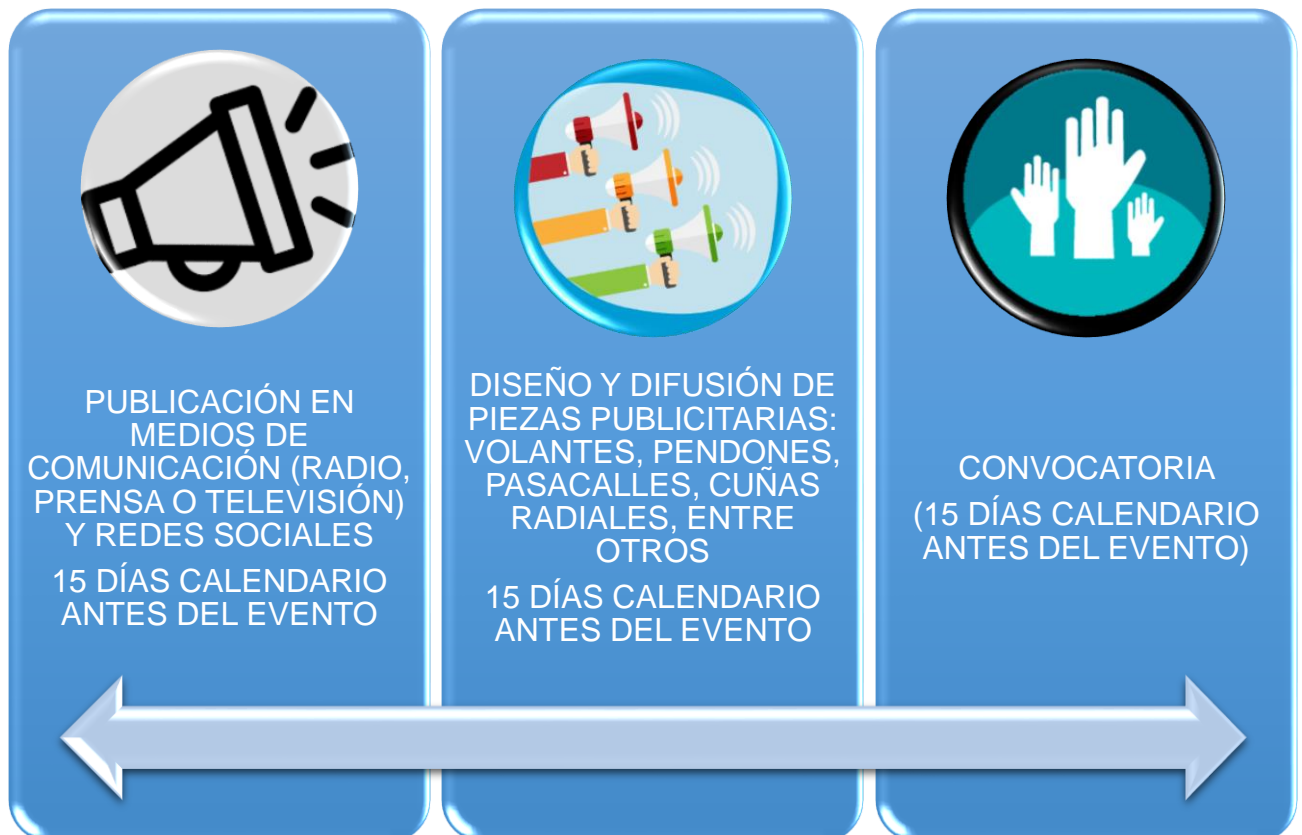 PUBLICACIÓN EN
MEDIOS DE
COMUNICACIÓN (RADIO,
PRENSA O TELEVISIÓN)
Y REDES SOCIALES
15 DÍAS CALENDARIO
ANTES DEL EVENTO
DISEÑO Y DIFUSIÓN DE
PIEZAS PUBLICITARIAS:
VOLANTES, PENDONES,
PASACALLES, CUÑAS
RADIALES, ENTRE
OTROS
15 DÍAS CALENDARIO
ANTES DEL EVENTO
CONVOCATORIA
(15 DÍAS CALENDARIO
ANTES DEL EVENTO)